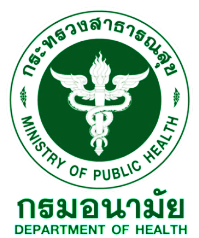 กระทรวงสาธารณสุข
MINISTRY OF PUBLIC HEALTH
กรมอนามัย
DEPARTMENT OF HEALTH